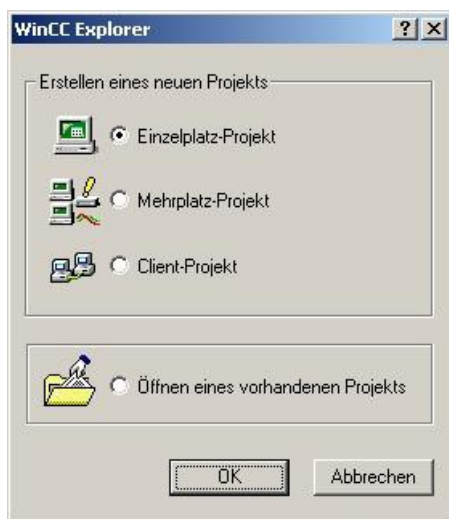 WinCC Explorer
Erstellen eines neuen Projekts
Einzelplatz-Projekt
Mehrplatz-Projekt
Client-Projekt
Öffnen eines vorhandenen Projekts
OK Abbrechen